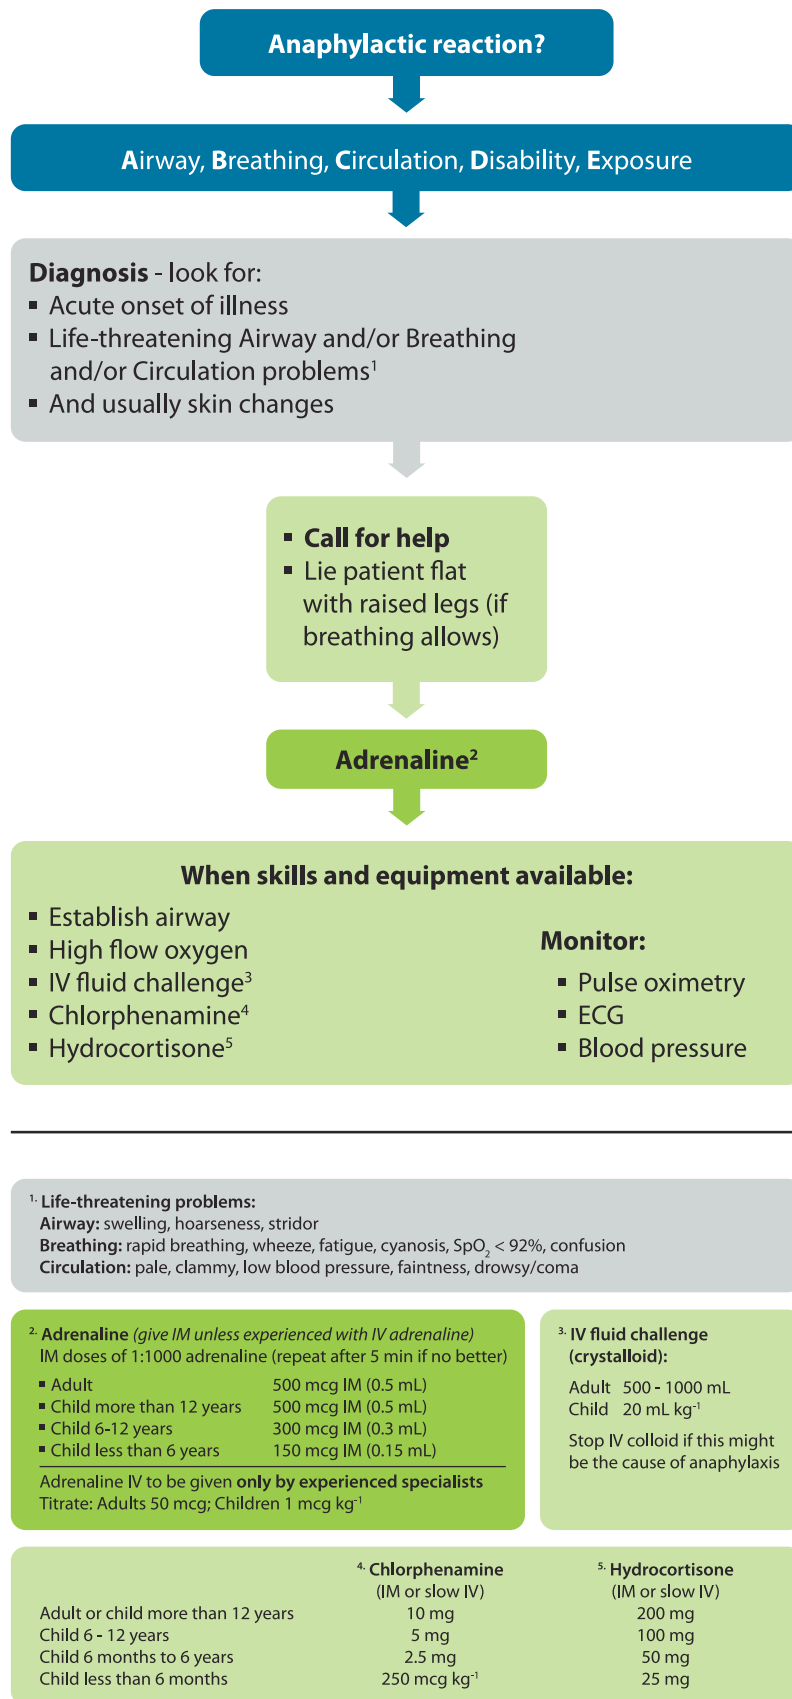 Anaphylactic reaction?
Airway, Breathing, Circulation, Disability, Exposure
Diagnosis - look for:
▪ Acute onset of illness
▪ Life-threatening Airway and/or Breathing
and/or Circulation problems¹
▪ And usually skin changes
▪ Call for help
▪ Lie patient flat
with raised legs (if
breathing allows)
Adrenaline²
When skills and equipment available:
▪ Establish airway
▪ High flow oxygen
▪ IV fluid challenge³
▪ Chlorphenamine⁴
▪ Hydrocortisone⁵
Monitor:
▪ Pulse oximetry
▪ ECG
▪ Blood pressure
¹· Life-threatening problems:
Airway: swelling, hoarseness, stridor
Breathing: rapid breathing, wheeze, fatigue, cyanosis, SpO₂ < 92%, confusion
Circulation: pale, clammy, low blood pressure, faintness, drowsy/coma
²· Adrenaline (give IM unless experienced with IV adrenaline)
IM doses of 1:1000 adrenaline (repeat after 5 min if no better)
▪ Adult 500 mcg IM (0.5 mL)
▪ Child more than 12 years 500 mcg IM (0.5 mL)
▪ Child 6-12 years 300 mcg IM (0.3 mL)
▪ Child less than 6 years 150 mcg IM (0.15 mL)
Adrenaline IV to be given only by experienced specialists
Titrate: Adults 50 mcg; Children 1 mcg kg⁻¹
³· IV fluid challenge
(crystalloid):
Adult 500 - 1000 mL
Child 20 mL kg⁻¹
Stop IV colloid if this might
be the cause of anaphylaxis
⁴· Chlorphenamine ⁵· Hydrocortisone
(IM or slow IV) (IM or slow IV)
Adult or child more than 12 years 10 mg 200 mg
Child 6 - 12 years 5 mg 100 mg
Child 6 months to 6 years 2.5 mg 50 mg
Child less than 6 months 250 mcg kg⁻¹ 25 mg